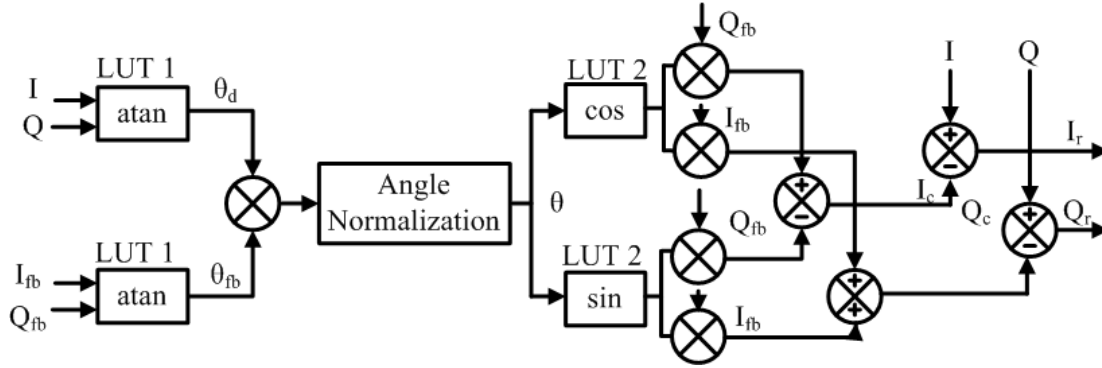 LUT 1
I
Q
atan
θd
LUT 1
Ifb
Qfb
atan
θfb
Angle
Normalization
θ
LUT 2
cos
Qfb
Ifb
LUT 2
sin
Qfb
Ifb
+
−
+
+
I
Q
+
−
Ic
Ir
Qc
+
−
Qr